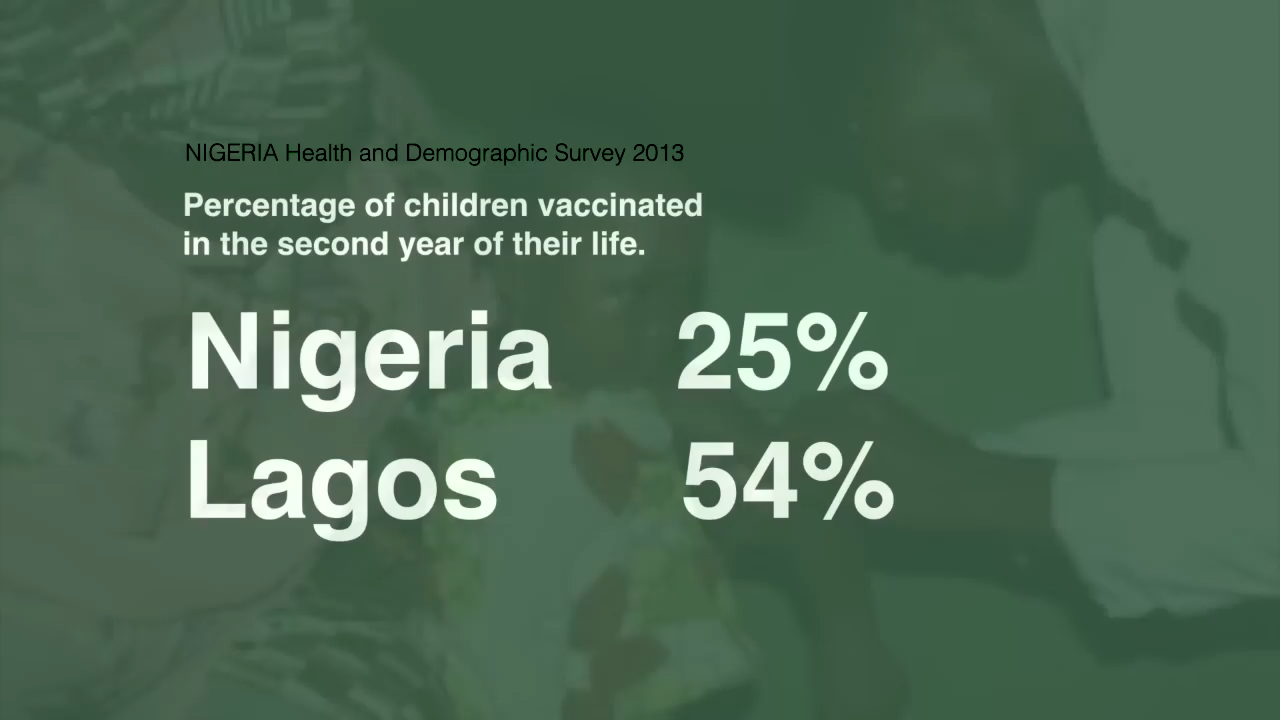 NIGERIA Health and Demographic Survey 2013
Percentage of children vaccinated
in the second year of their life.
Nigeria 25%
Lagos 54%